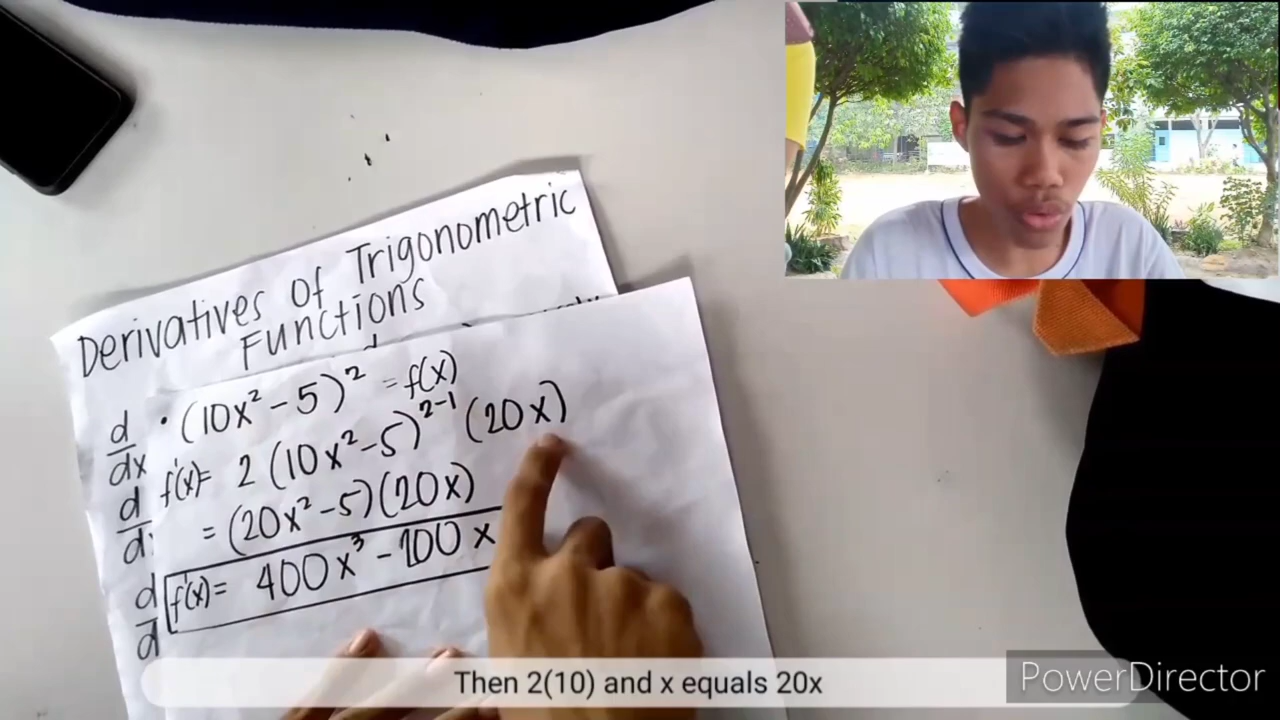 Derivatives of Trigonometric
Functions
d/dx • (10x² - 5)² = f(x)
d/d f'(x)= 2 (10x² - 5)²⁻¹ (20x)
= (20x² - 5)(20x)
d/d f'(x)= 400x³ - 100x
Then 2(10) and x equals 20x
PowerDirector